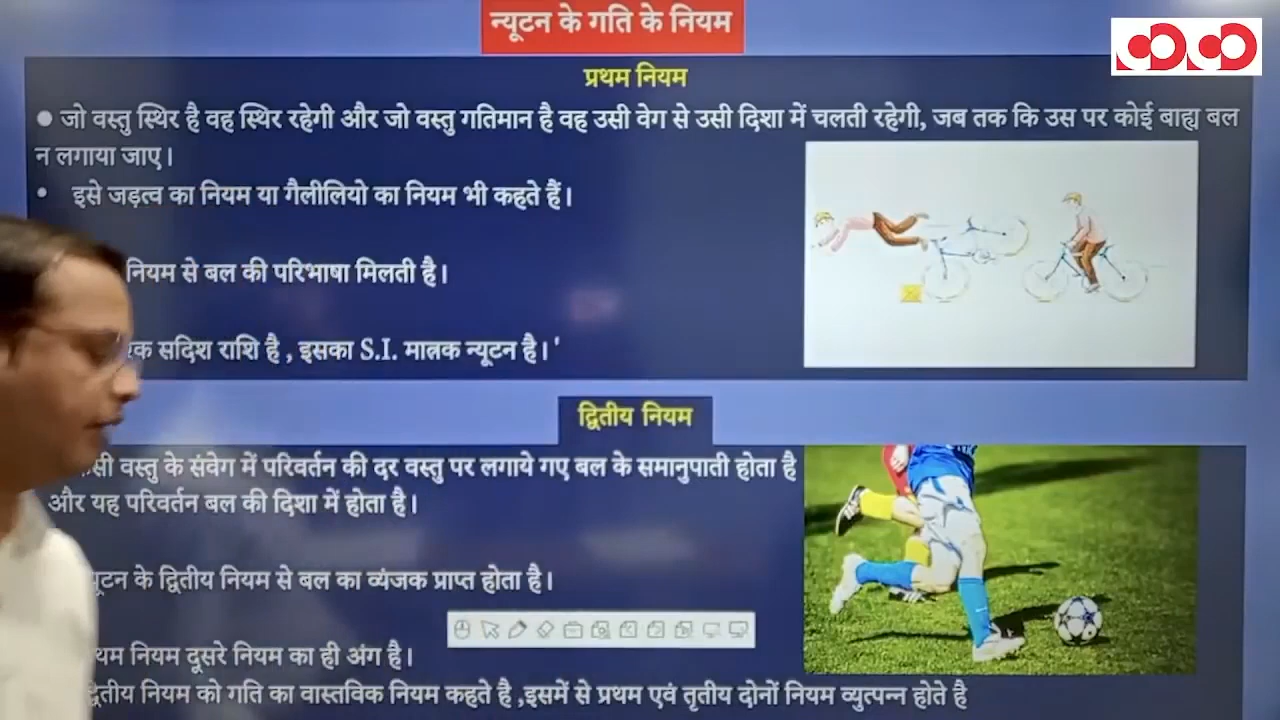 न्यूटन के गति के नियम
प्रथम नियम
● जो वस्तु स्थिर है वह स्थिर रहेगी और जो वस्तु गतिमान है वह उसी वेग से उसी दिशा में चलती रहेगी, जब तक कि उस पर कोई बाह्य बल
न लगाया जाए।
• इसे जड़त्व का नियम या गैलीलियो का नियम भी कहते हैं।
नियम से बल की परिभाषा मिलती है।
सदिश राशि है , इसका S.I. मात्रक न्यूटन है। '
द्वितीय नियम
वस्तु के संवेग में परिवर्तन की दर वस्तु पर लगाये गए बल के समानुपाती होता है
और यह परिवर्तन बल की दिशा में होता है।
के द्वितीय नियम से बल का व्यंजक प्राप्त होता है।
नियम दूसरे नियम का ही अंग है।
नियम को गति का वास्तविक नियम कहते है ,इसमें से प्रथम एवं तृतीय दोनों नियम व्युत्पन्न होते है